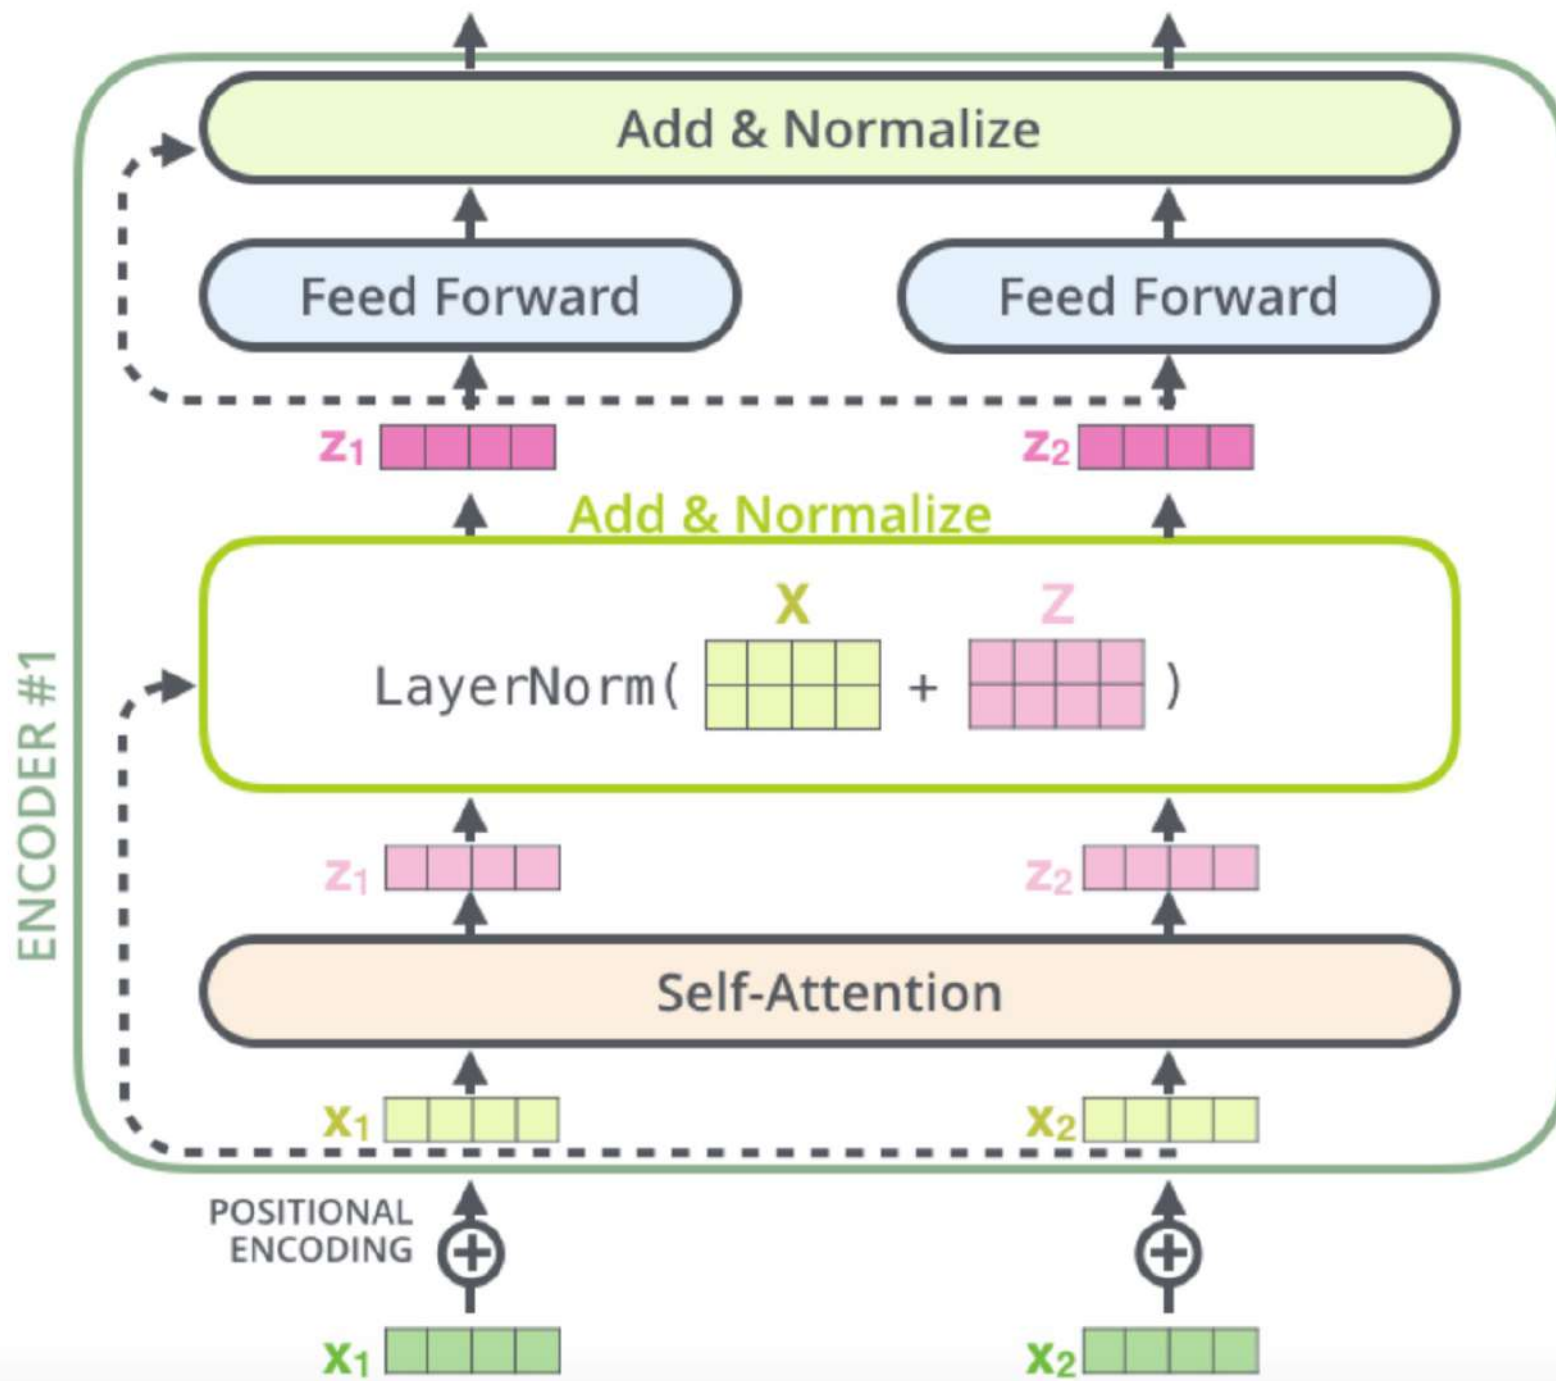 Add & Normalize
Feed Forward
Feed Forward
z1
z2
Add & Normalize
X
Z
LayerNorm(
+
)
ENCODER #1
z1
z2
Self-Attention
x1
x2
POSITIONAL
ENCODING
x1
x2